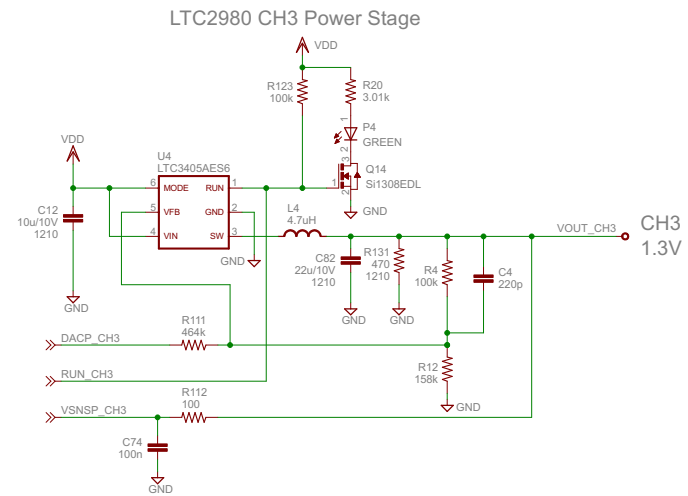 LTC2980 CH3 Power Stage
VDD
R123
100k
R20
3.01k
1
P4
GREEN
2
3
Q14
Si1308EDL
1
2
GND
VDD
U4
LTC3405AES6
6 MODE RUN 1
5 VFB GND 2
4 VIN SW 3
C12
10u/10V
1210
GND
GND
L4
4.7uH
VOUT_CH3
CH3
1.3V
C82
22u/10V
1210
GND
R131
470
1210
GND
R4
100k
C4
220p
R12
158k
GND
DACP_CH3
R111
464k
RUN_CH3
VSNSP_CH3
R112
100
C74
100n
GND